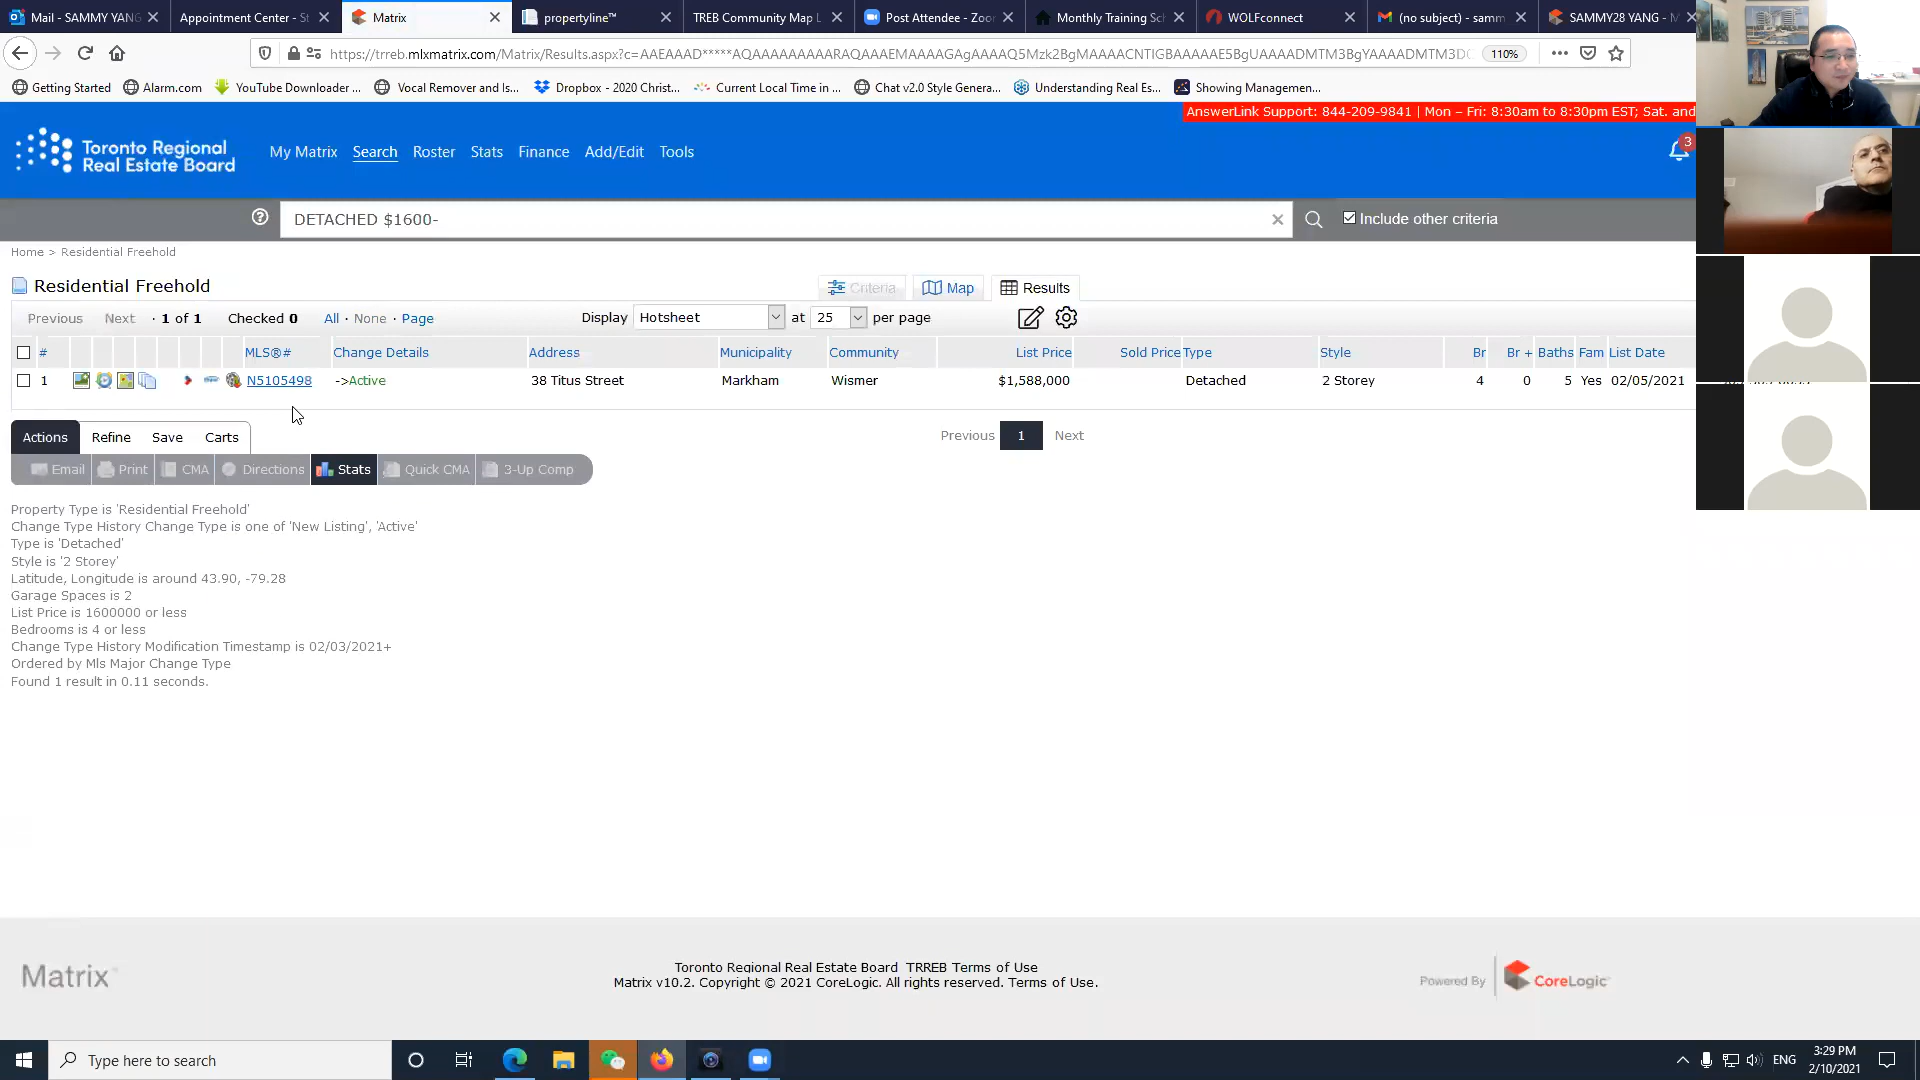 Mail - SAMMY YANG
Appointment Center - S
Matrix
propertyline™
TREB Community Map L
Post Attendee - Zoor
Monthly Training Sc
WOLFconnect
(no subject) - samm
SAMMY28 YANG - M
https://trreb.mlxmatrix.com/Matrix/Results.aspx?c=AAEAAAD*****AQAAAAAAAAARAQAAAEMAAAAGAgAAAAQ5Mzk2BgMAAAACNTIGBAAAAAE5BgUAAAADMTM3BgYAAAADMTM3DC
110%
Getting Started
Alarm.com
YouTube Downloader ...
Vocal Remover and Is...
Dropbox - 2020 Christ...
Current Local Time in ...
Chat v2.0 Style Genera...
Understanding Real Es...
Showing Managemen...
AnswerLink Support: 844-209-9841 | Mon – Fri: 8:30am to 8:30pm EST; Sat. and
Toronto Regional
Real Estate Board
My Matrix Search Roster Stats Finance Add/Edit Tools
3
DETACHED $1600-
Include other criteria
Home > Residential Freehold
Residential Freehold
Criteria Map Results
Previous Next · 1 of 1 Checked 0 All · None · Page
Display Hotsheet at 25 per page
# MLS®# Change Details Address Municipality Community List Price Sold Price Type Style Br Br + Baths Fam List Date
1 N5105498 ->Active 38 Titus Street Markham Wismer $1,588,000 Detached 2 Storey 4 0 5 Yes 02/05/2021
Actions Refine Save Carts
Previous 1 Next
Email Print CMA Directions Stats Quick CMA 3-Up Comp
Property Type is 'Residential Freehold'
Change Type History Change Type is one of 'New Listing', 'Active'
Type is 'Detached'
Style is '2 Storey'
Latitude, Longitude is around 43.90, -79.28
Garage Spaces is 2
List Price is 1600000 or less
Bedrooms is 4 or less
Change Type History Modification Timestamp is 02/03/2021+
Ordered by Mls Major Change Type
Found 1 result in 0.11 seconds.
Matrix™
Toronto Regional Real Estate Board TRREB Terms of Use
Matrix v10.2. Copyright © 2021 CoreLogic. All rights reserved. Terms of Use.
Powered By
CoreLogic
Type here to search
ENG
3:29 PM
2/10/2021